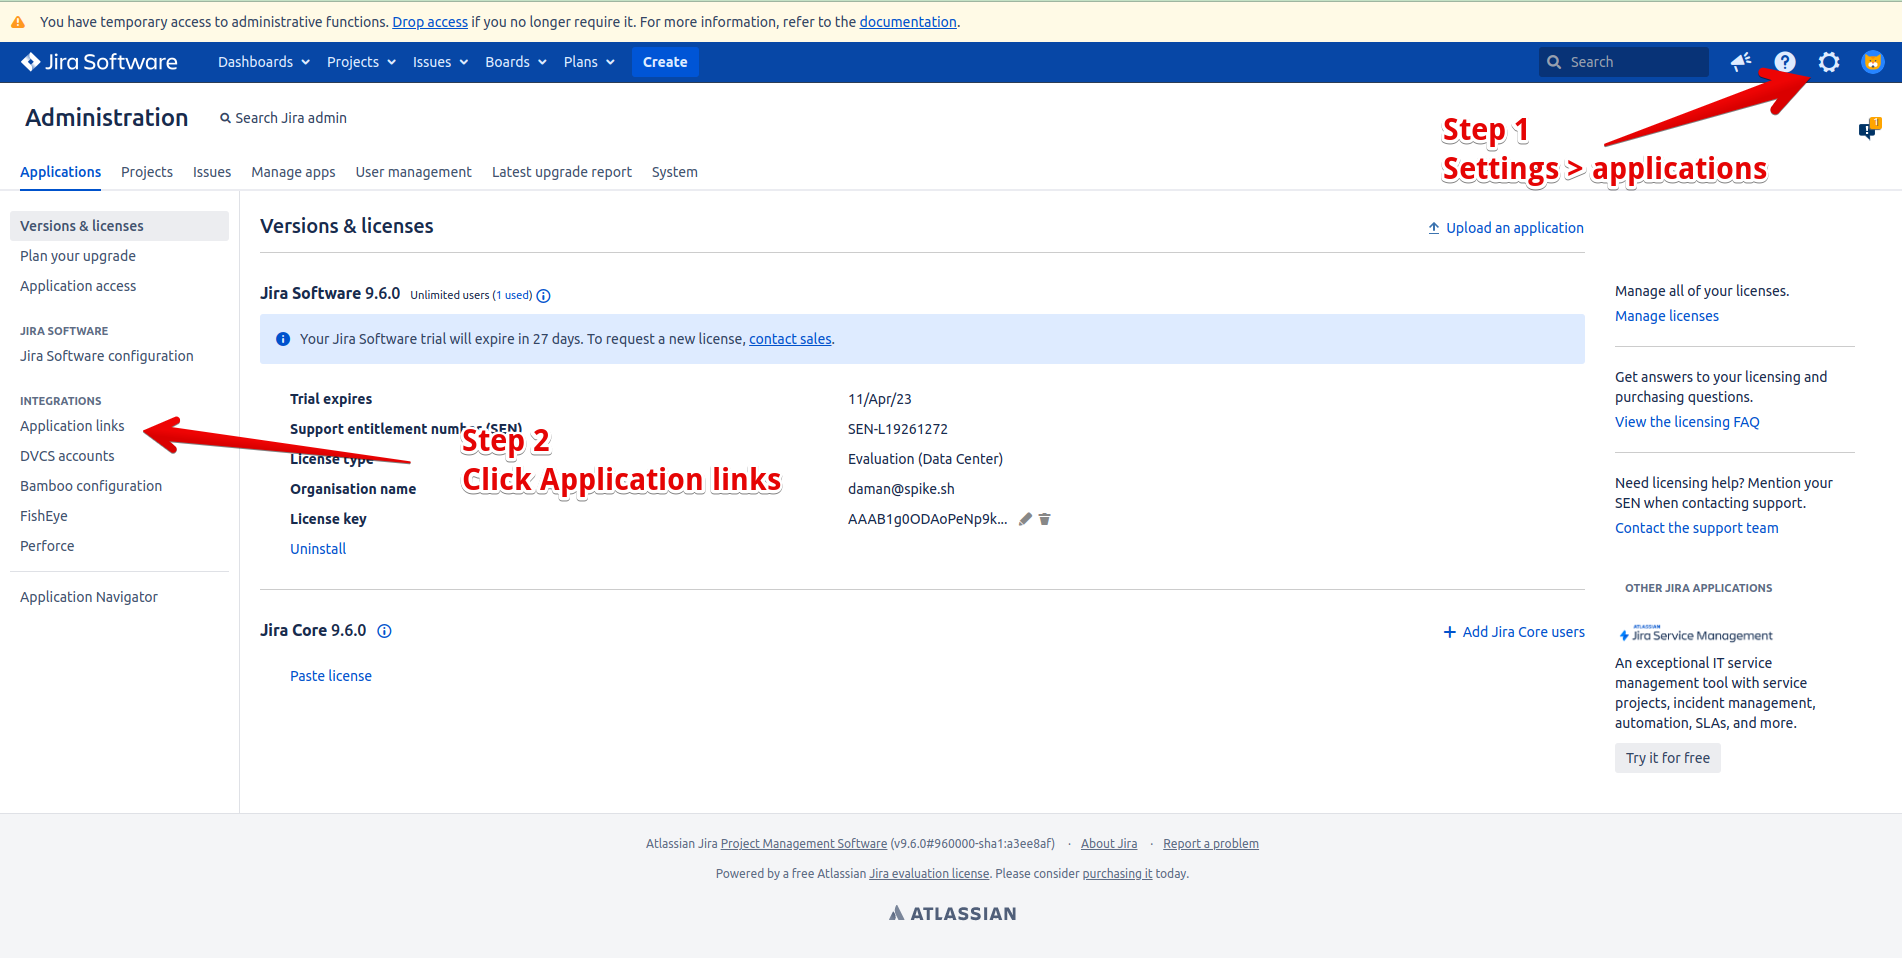 You have temporary access to administrative functions. Drop access if you no longer require it. For more information, refer to the documentation.
Jira Software Dashboards Projects Issues Boards Plans Create Search
Administration Search Jira admin
Step 1
Settings > applications
Applications Projects Issues Manage apps User management Latest upgrade report System
Versions & licenses
Plan your upgrade
Application access
JIRA SOFTWARE
Jira Software configuration
INTEGRATIONS
Application links
DVCS accounts
Bamboo configuration
FishEye
Perforce
Application Navigator
Versions & licenses
Upload an application
Jira Software 9.6.0 Unlimited users (1 used)
Your Jira Software trial will expire in 27 days. To request a new license, contact sales.
Trial expires 11/Apr/23
Support entitlement number (SEN) SEN-L19261272
License type Evaluation (Data Center)
Organisation name daman@spike.sh
License key AAAB1g0ODAoPeNp9k...
Uninstall
Step 2
Click Application links
Jira Core 9.6.0
Add Jira Core users
Paste license
Manage all of your licenses.
Manage licenses
Get answers to your licensing and
purchasing questions.
View the licensing FAQ
Need licensing help? Mention your
SEN when contacting support.
Contact the support team
OTHER JIRA APPLICATIONS
ATLASSIAN
Jira Service Management
An exceptional IT service
management tool with service
projects, incident management,
automation, SLAs, and more.
Try it for free
Atlassian Jira Project Management Software (v9.6.0#960000-sha1:a3ee8af) · About Jira · Report a problem
Powered by a free Atlassian Jira evaluation license. Please consider purchasing it today.
ATLASSIAN